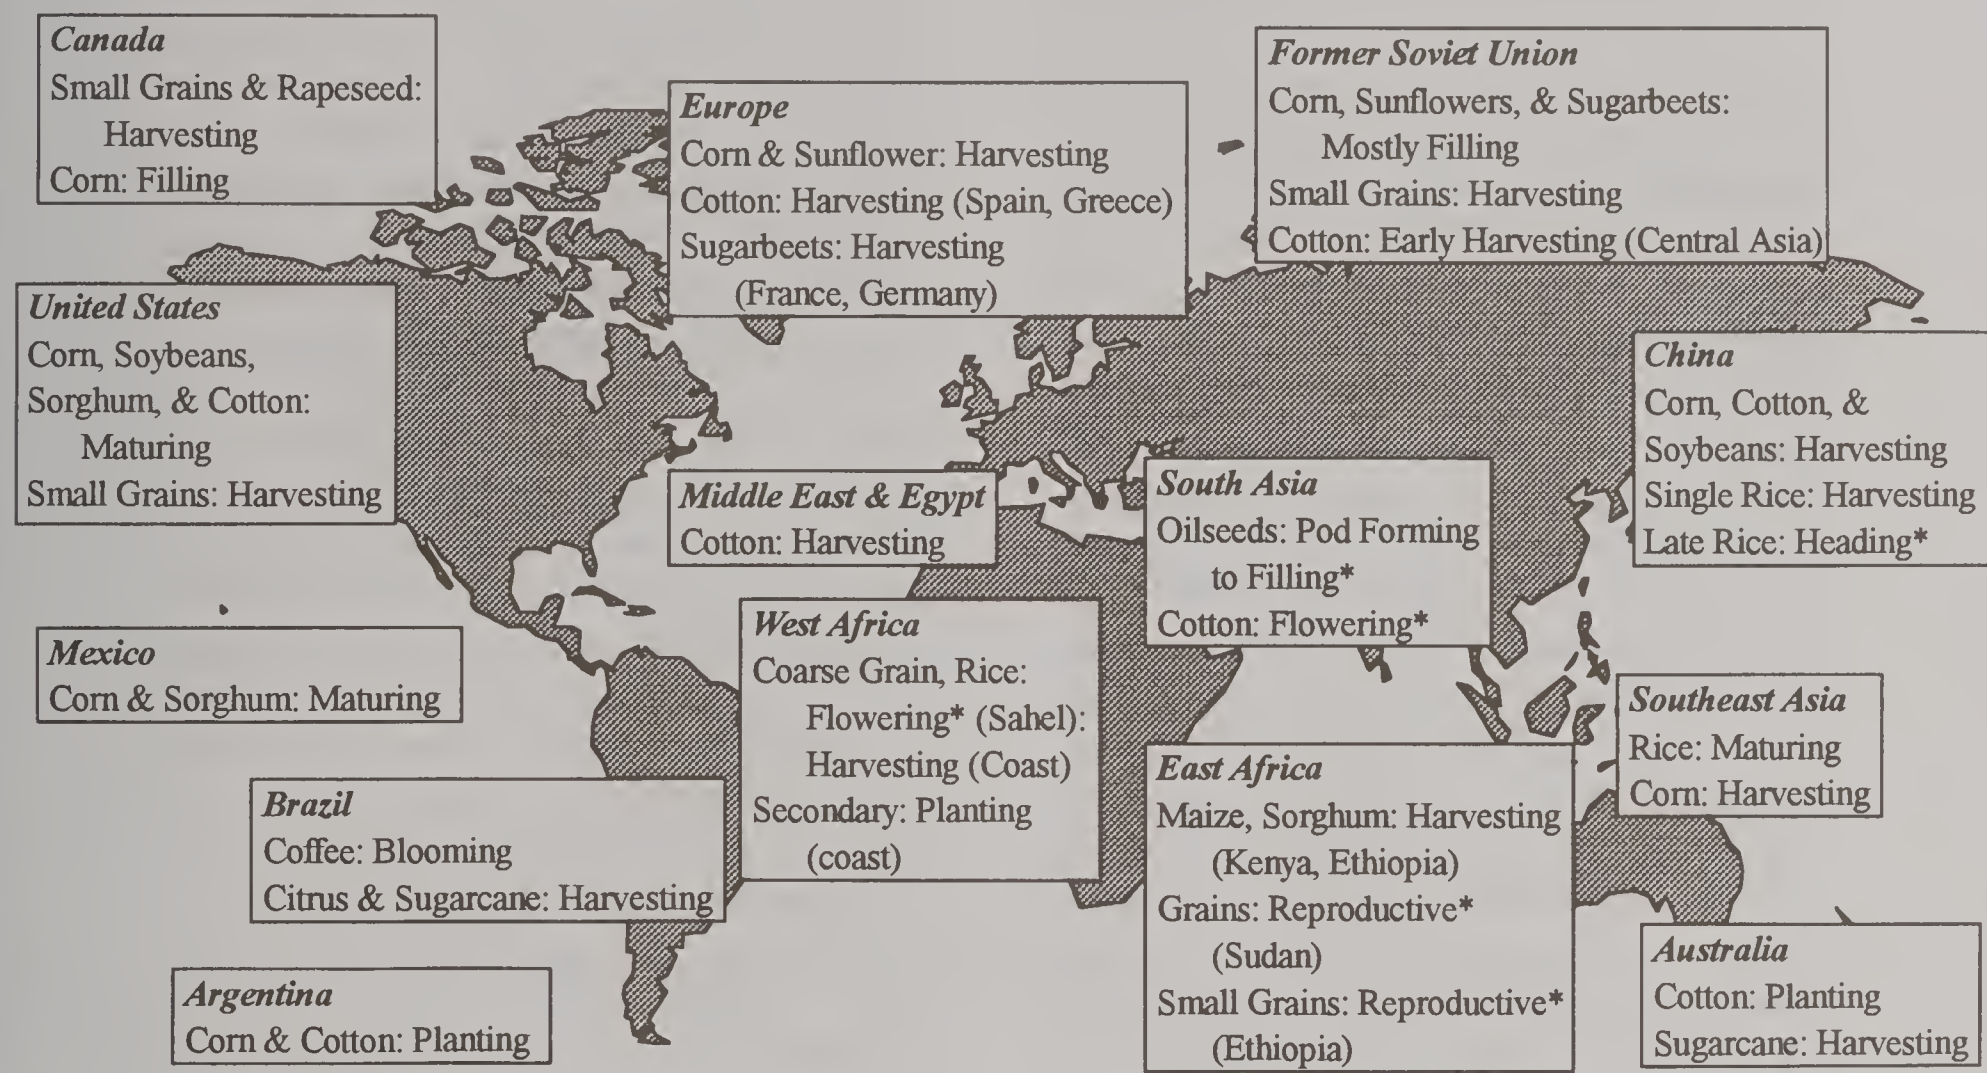 Canada
Small Grains & Rapeseed:
Harvesting
Corn: Filling
Europe
Corn & Sunflower: Harvesting
Cotton: Harvesting (Spain, Greece)
Sugarbeets: Harvesting
(France, Germany)
Former Soviet Union
Corn, Sunflowers, & Sugarbeets:
Mostly Filling
Small Grains: Harvesting
Cotton: Early Harvesting (Central Asia)
United States
Corn, Soybeans,
Sorghum, & Cotton:
Maturing
Small Grains: Harvesting
China
Corn, Cotton, &
Soybeans: Harvesting
Single Rice: Harvesting
Late Rice: Heading*
Middle East & Egypt
Cotton: Harvesting
South Asia
Oilseeds: Pod Forming
to Filling*
Cotton: Flowering*
Mexico
Corn & Sorghum: Maturing
West Africa
Coarse Grain, Rice:
Flowering* (Sahel):
Harvesting (Coast)
Secondary: Planting
(coast)
Southeast Asia
Rice: Maturing
Corn: Harvesting
Brazil
Coffee: Blooming
Citrus & Sugarcane: Harvesting
East Africa
Maize, Sorghum: Harvesting
(Kenya, Ethiopia)
Grains: Reproductive*
(Sudan)
Small Grains: Reproductive*
(Ethiopia)
Argentina
Corn & Cotton: Planting
Australia
Cotton: Planting
Sugarcane: Harvesting